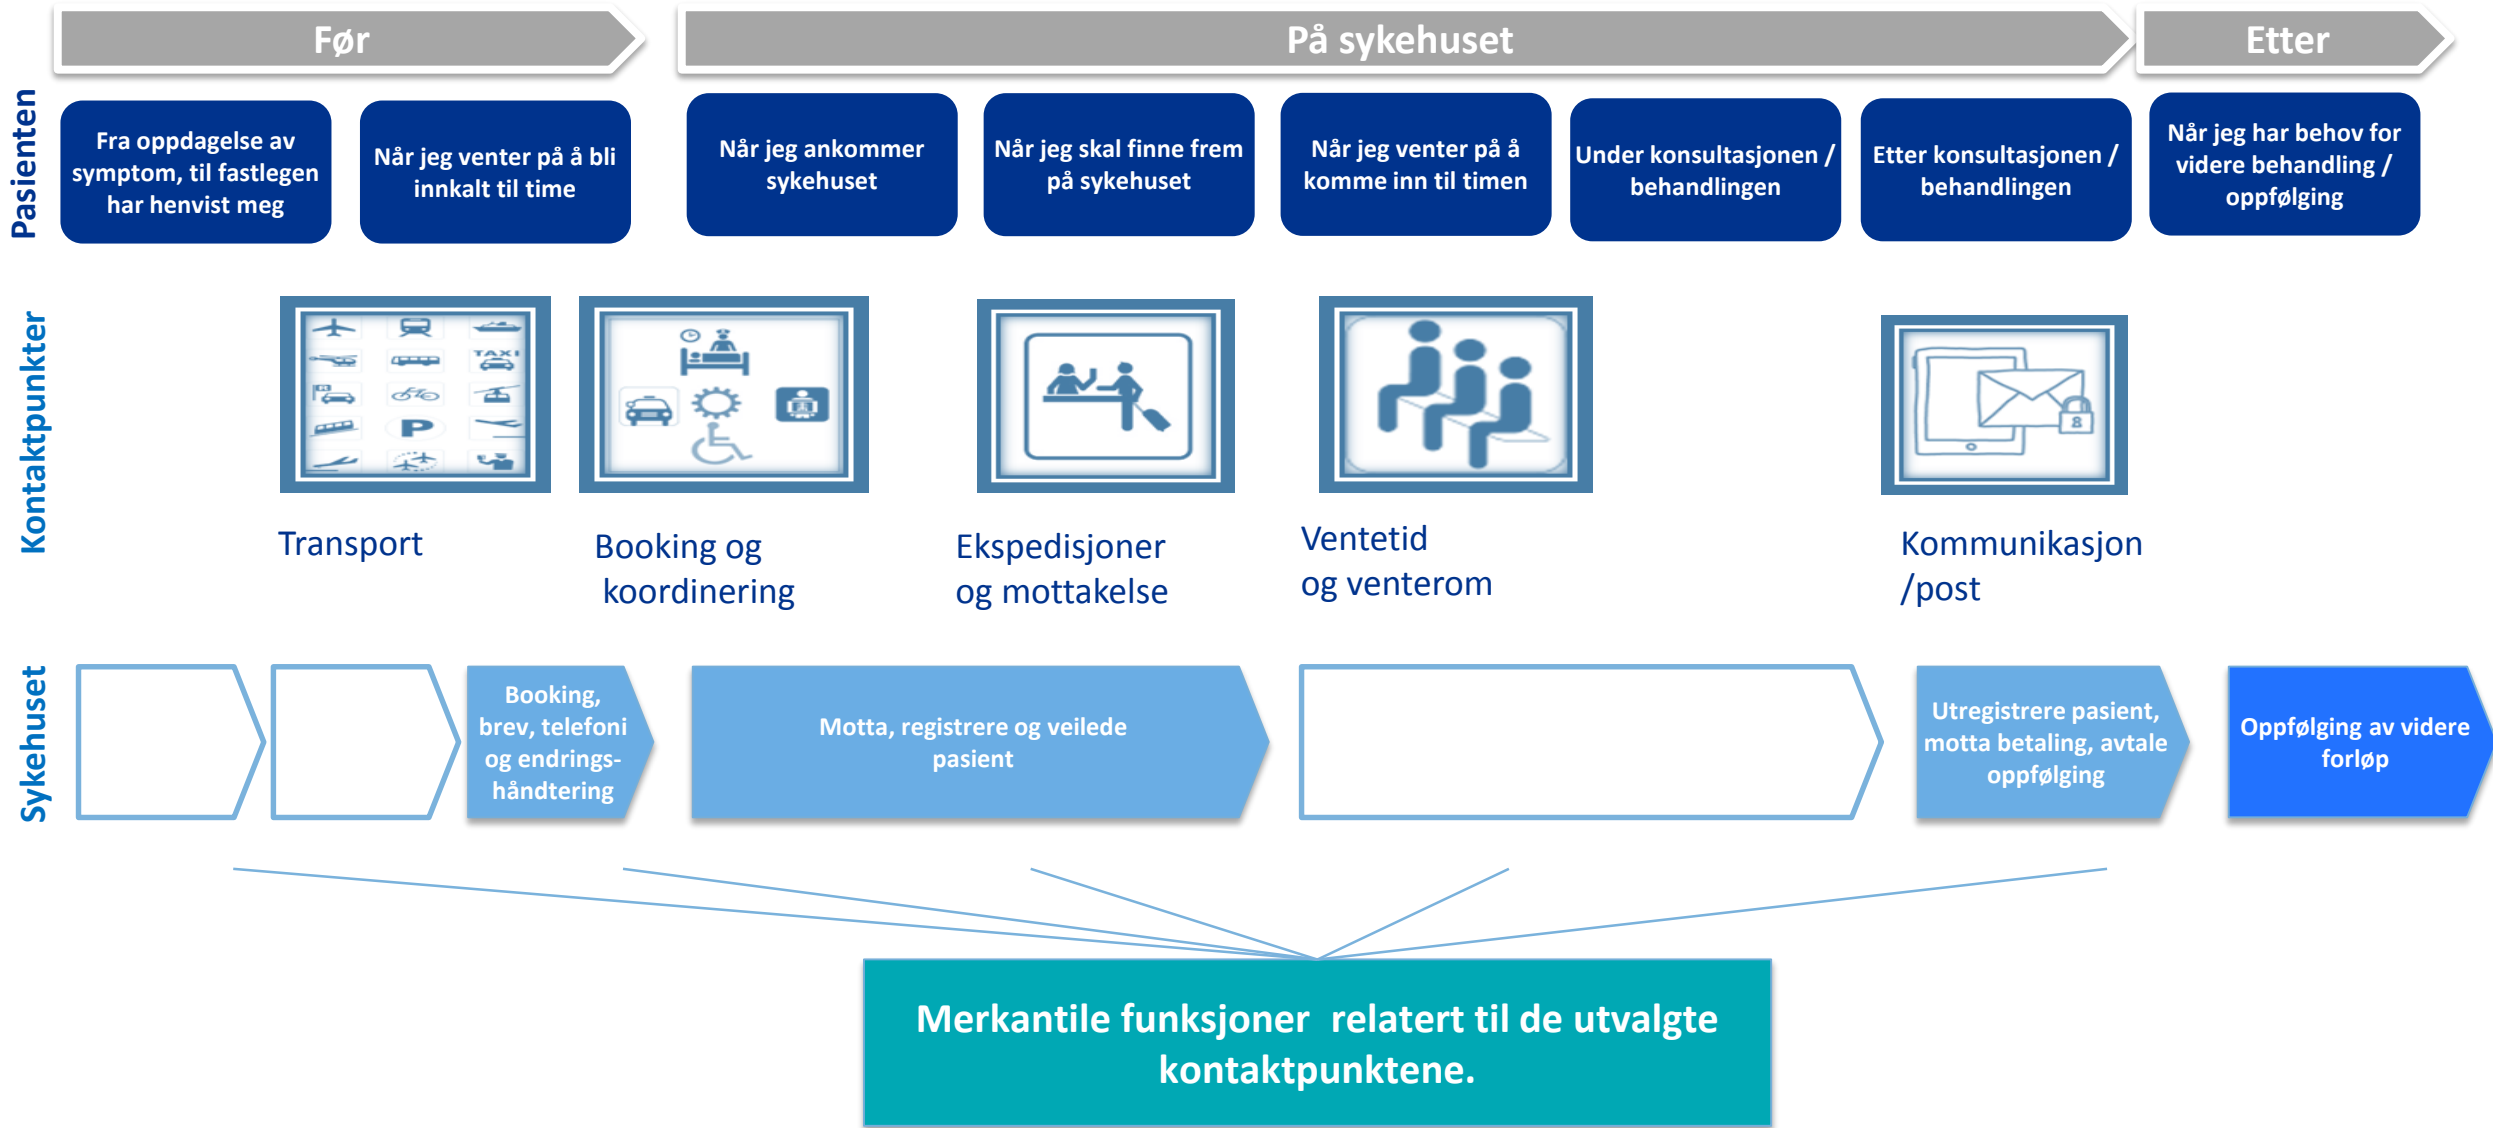 Før
På sykehuset
Etter
Pasienten
Fra oppdagelse av
symptom, til fastlegen
har henvist meg
Når jeg venter på å bli
innkalt til time
Når jeg ankommer
sykehuset
Når jeg skal finne frem
på sykehuset
Når jeg venter på å
komme inn til timen
Under konsultasjonen /
behandlingen
Etter konsultasjonen /
behandlingen
Når jeg har behov for
videre behandling /
oppfølging
Kontaktpunkter
TAXI
P
Transport
Booking og
koordinering
Ekspedisjoner
og mottakelse
Ventetid
og venterom
Kommunikasjon
/post
Sykehuset
Booking,
brev, telefoni
og endrings-
håndtering
Motta, registrere og veilede
pasient
Utregistrere pasient,
motta betaling, avtale
oppfølging
Oppfølging av videre
forløp
Merkantile funksjoner relatert til de utvalgte
kontaktpunktene.